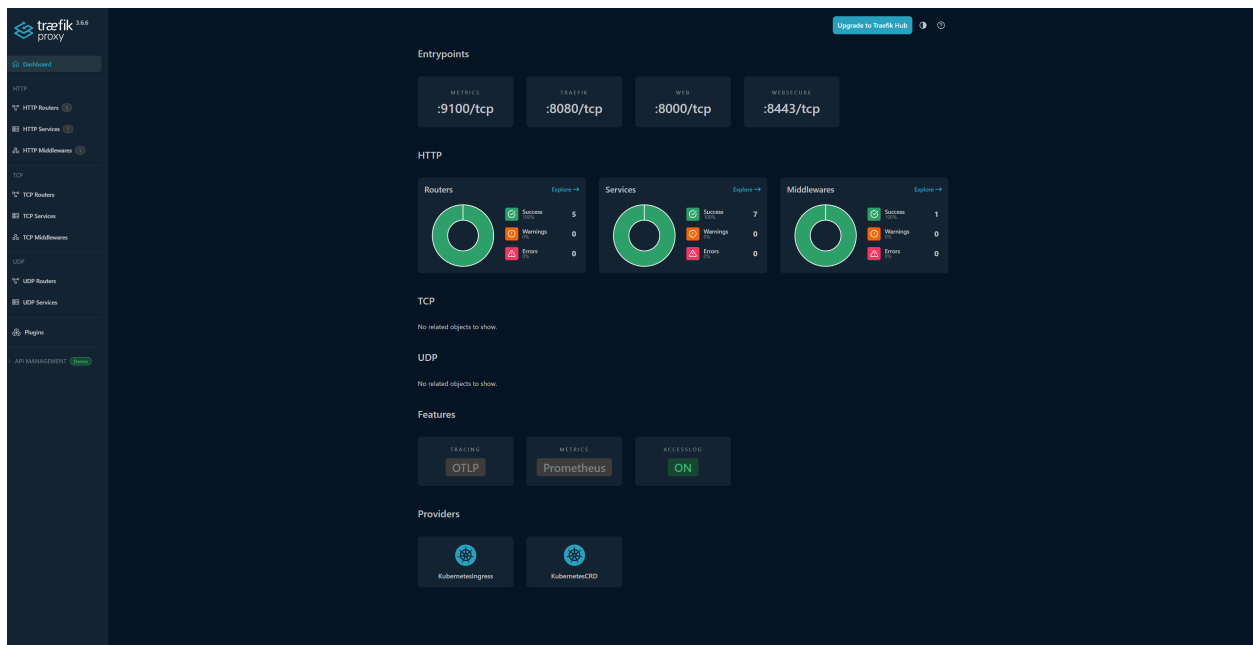 træfik 3.6.6
proxy
Dashboard
HTTP
HTTP Routers
HTTP Services
HTTP Middlewares
TCP
TCP Routers
TCP Services
TCP Middlewares
UDP
UDP Routers
UDP Services
Plugins
API MANAGEMENT Demo
Upgrade to Traefik Hub
Entrypoints
METRICS
:9100/tcp
TRAEFIK
:8080/tcp
WEB
:8000/tcp
WEBSECURE
:8443/tcp
HTTP
Routers Explore →
Success 5
100%
Warnings 0
0%
Errors 0
0%
Services Explore →
Success 7
100%
Warnings 0
0%
Errors 0
0%
Middlewares Explore →
Success 1
100%
Warnings 0
0%
Errors 0
0%
TCP
No related objects to show.
UDP
No related objects to show.
Features
TRACING
OTLP
METRICS
Prometheus
ACCESSLOG
ON
Providers
KubernetesIngress
KubernetesCRD